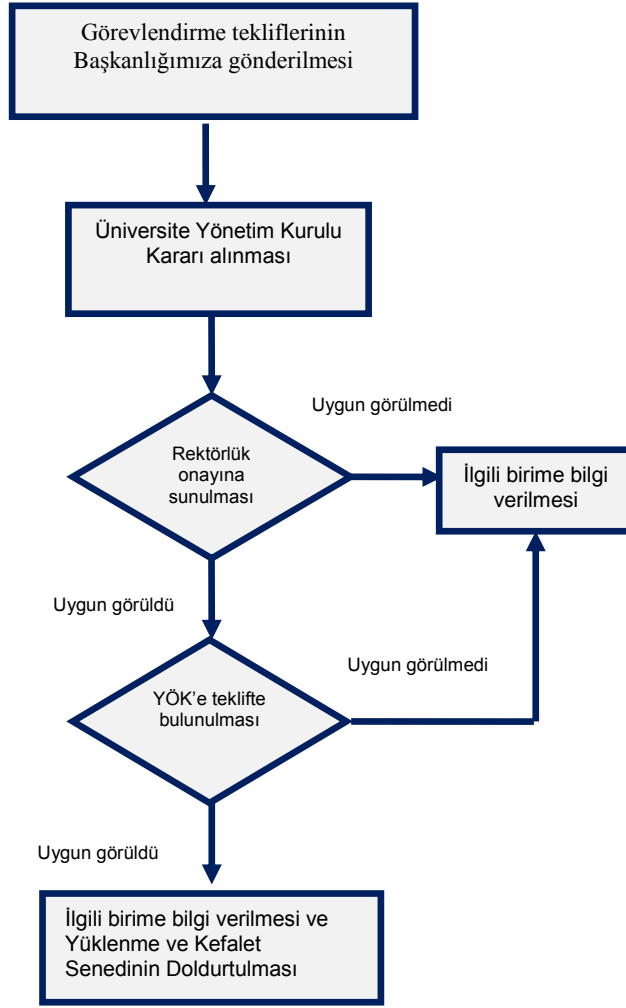 Görevlendirme tekliflerinin
Başkanlığımıza gönderilmesi
Üniversite Yönetim Kurulu
Kararı alınması
Uygun görülmedi
Rektörlük
onayına
sunulması
İlgili birime bilgi
verilmesi
Uygun görüldü
Uygun görülmedi
YÖK’e teklifte
bulunulması
Uygun görüldü
İlgili birime bilgi verilmesi ve
Yüklenme ve Kefalet
Senedinin Doldurtulması